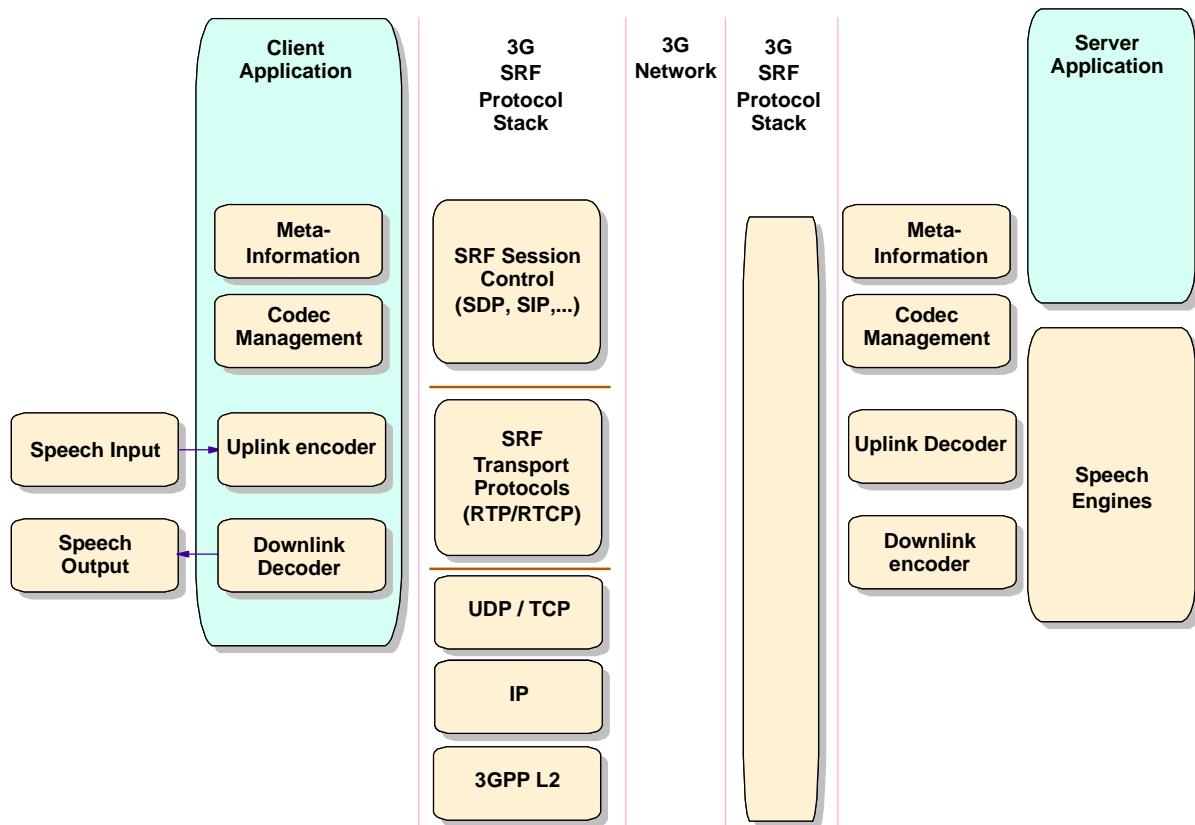 Client
Application
3G
SRF
Protocol
Stack
3G
Network
3G
SRF
Protocol
Stack
Server
Application
Meta-
Information
Codec
Management
Speech Input
Uplink encoder
Speech
Output
Downlink
Decoder
SRF Session
Control
(SDP, SIP,...)
SRF
Transport
Protocols
(RTP/RTCP)
UDP / TCP
IP
3GPP L2
Meta-
Information
Codec
Management
Uplink Decoder
Downlink
encoder
Speech
Engines